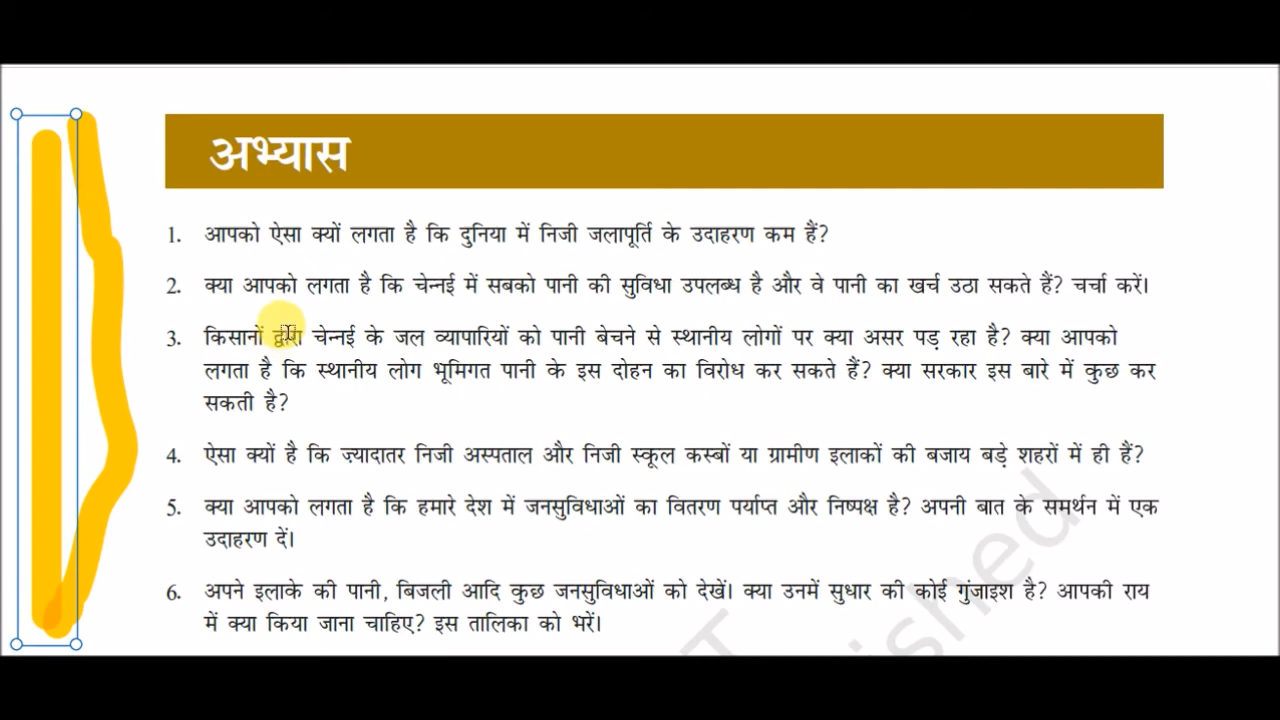 अभ्यास
1. आपको ऐसा क्यों लगता है कि दुनिया में निजी जलापूर्ति के उदाहरण कम हैं?
2. क्या आपको लगता है कि चेन्नई में सबको पानी की सुविधा उपलब्ध है और वे पानी का खर्च उठा सकते हैं? चर्चा करें।
3. किसानों द्वारा चेन्नई के जल व्यापारियों को पानी बेचने से स्थानीय लोगों पर क्या असर पड़ रहा है? क्या आपको
लगता है कि स्थानीय लोग भूमिगत पानी के इस दोहन का विरोध कर सकते हैं? क्या सरकार इस बारे में कुछ कर
सकती है?
4. ऐसा क्यों है कि ज़्यादातर निजी अस्पताल और निजी स्कूल कस्बों या ग्रामीण इलाकों की बजाय बड़े शहरों में ही हैं?
5. क्या आपको लगता है कि हमारे देश में जनसुविधाओं का वितरण पर्याप्त और निष्पक्ष है? अपनी बात के समर्थन में एक
उदाहरण दें।
6. अपने इलाके की पानी, बिजली आदि कुछ जनसुविधाओं को देखें। क्या उनमें सुधार की कोई गुंजाइश है? आपकी राय
में क्या किया जाना चाहिए? इस तालिका को भरें।